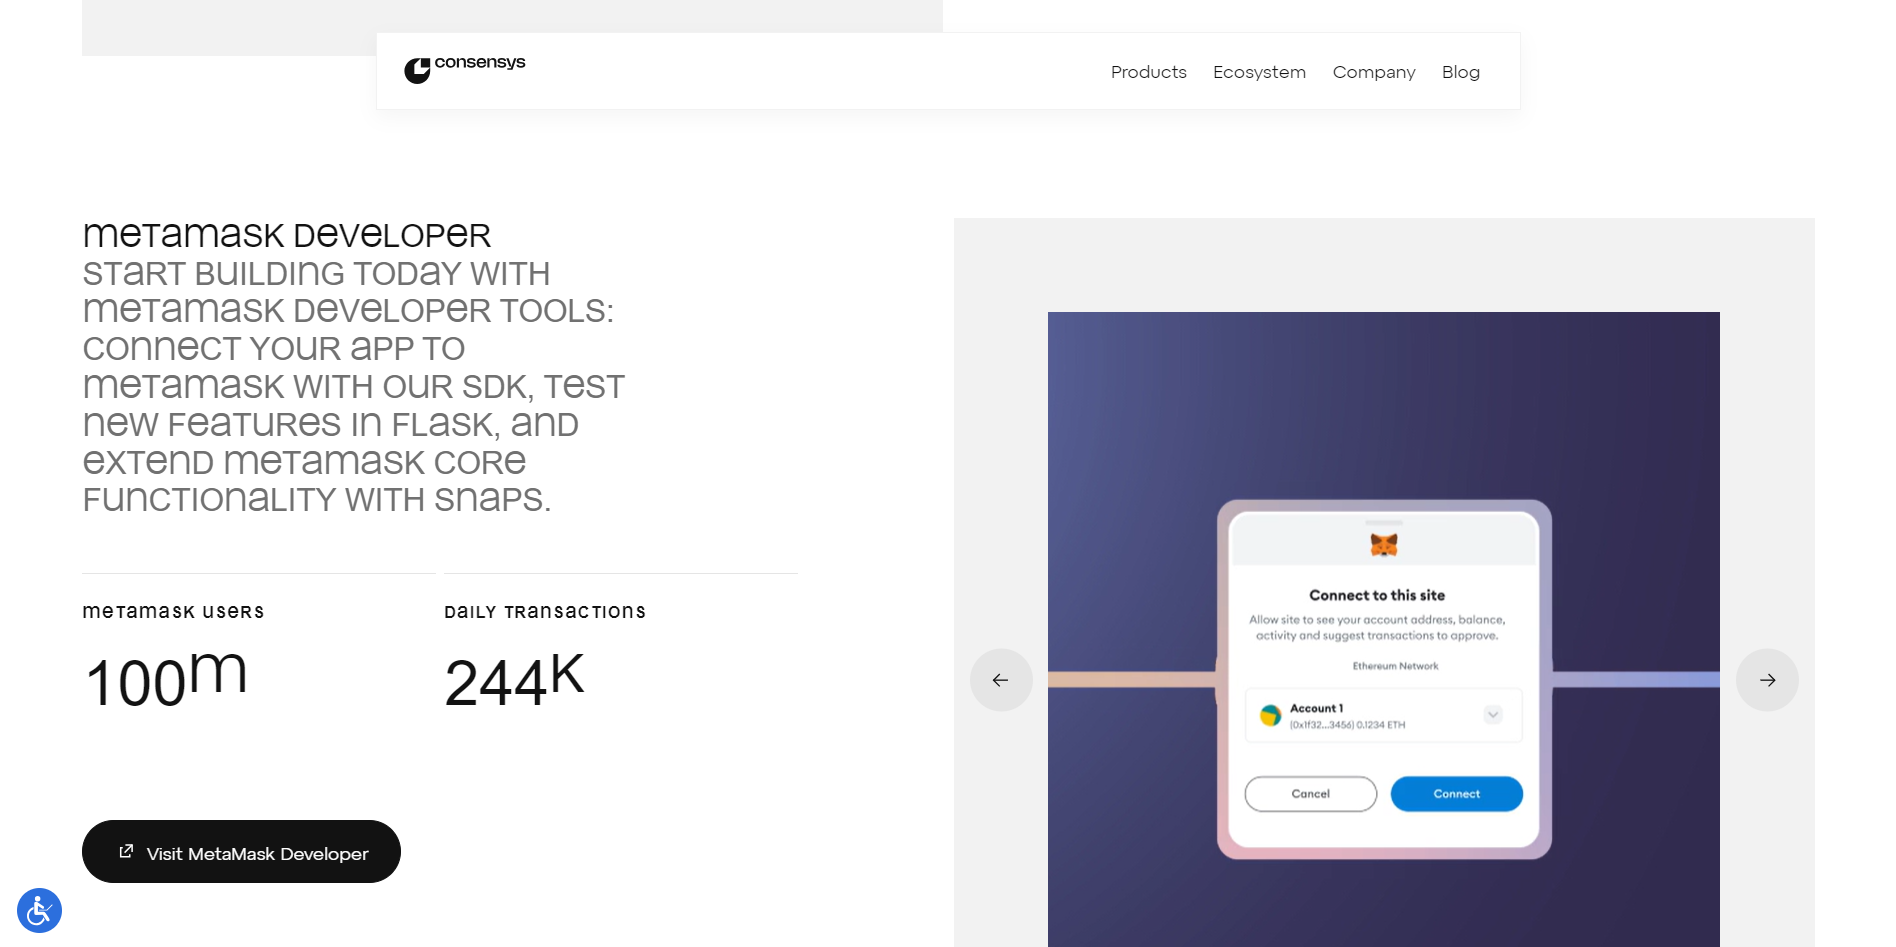 consensys
Products Ecosystem Company Blog
metamask Developer
Start building today with
metamask developer tools:
connect your app to
metamask with our SDK, test
new features in Flask, and
extend metamask core
functionality with Snaps.
metamask users
Daily transactions
100m
244K
Visit MetaMask Developer
Connect to this site
Allow site to see your account address, balance,
activity and suggest transactions to approve.
Ethereum Network
Account 1
(0x1f32...3456) 0.1234 ETH
Cancel
Connect